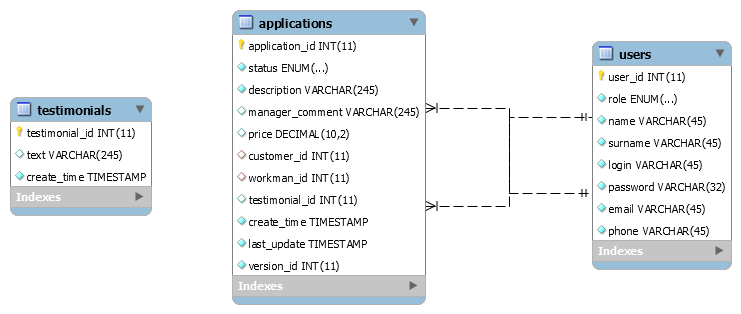 testimonials
testimonial_id INT(11)
text VARCHAR(245)
create_time TIMESTAMP
Indexes
applications
application_id INT(11)
status ENUM(...)
description VARCHAR(245)
manager_comment VARCHAR(245)
price DECIMAL(10,2)
customer_id INT(11)
workman_id INT(11)
testimonial_id INT(11)
create_time TIMESTAMP
last_update TIMESTAMP
version_id INT(11)
Indexes
users
user_id INT(11)
role ENUM(...)
name VARCHAR(45)
surname VARCHAR(45)
login VARCHAR(45)
password VARCHAR(32)
email VARCHAR(45)
phone VARCHAR(45)
Indexes